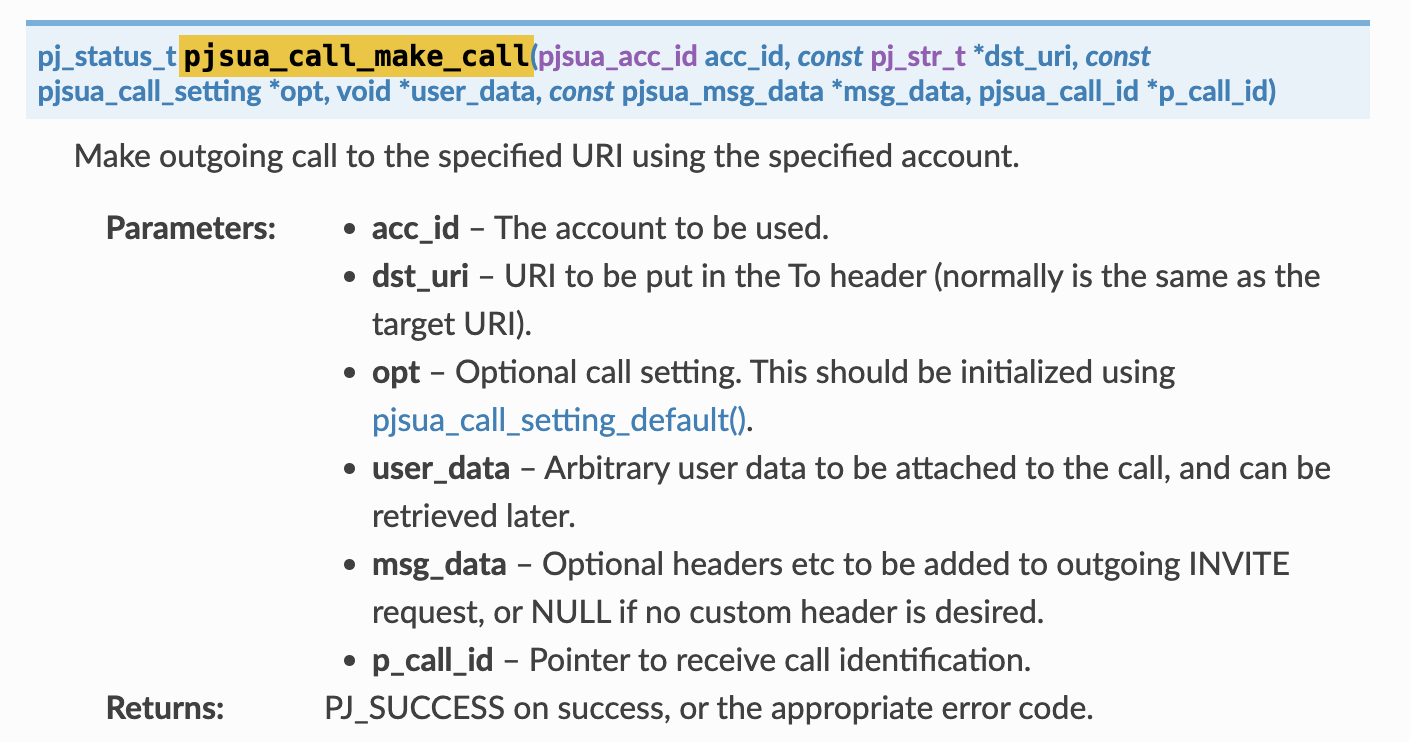 pj_status_t pjsua_call_make_call(pjsua_acc_id acc_id, const pj_str_t *dst_uri, const
pjsua_call_setting *opt, void *user_data, const pjsua_msg_data *msg_data, pjsua_call_id *p_call_id)
Make outgoing call to the specified URI using the specified account.
Parameters: • acc_id – The account to be used.
• dst_uri – URI to be put in the To header (normally is the same as the
target URI).
• opt – Optional call setting. This should be initialized using
pjsua_call_setting_default().
• user_data – Arbitrary user data to be attached to the call, and can be
retrieved later.
• msg_data – Optional headers etc to be added to outgoing INVITE
request, or NULL if no custom header is desired.
• p_call_id – Pointer to receive call identification.
Returns: PJ_SUCCESS on success, or the appropriate error code.